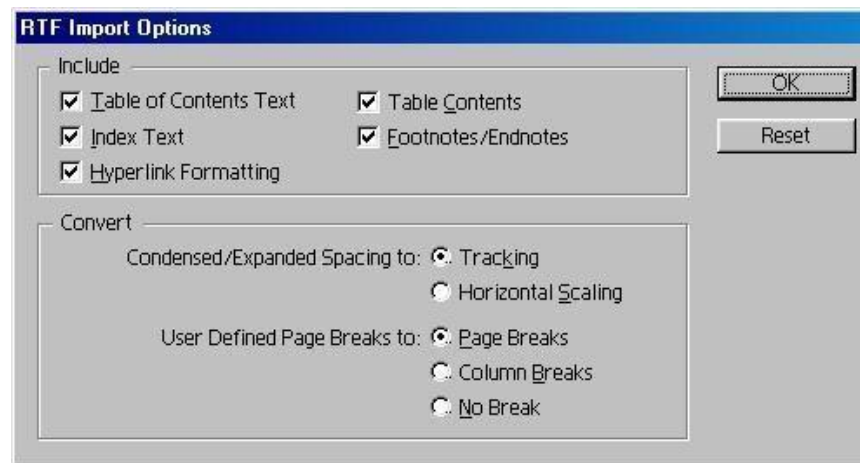 RTF Import Options
Include
Table of Contents Text
Table Contents
Index Text
Footnotes/Endnotes
Hyperlink Formatting
OK
Reset
Convert
Condensed/Expanded Spacing to: Tracking
Horizontal Scaling
User Defined Page Breaks to: Page Breaks
Column Breaks
No Break